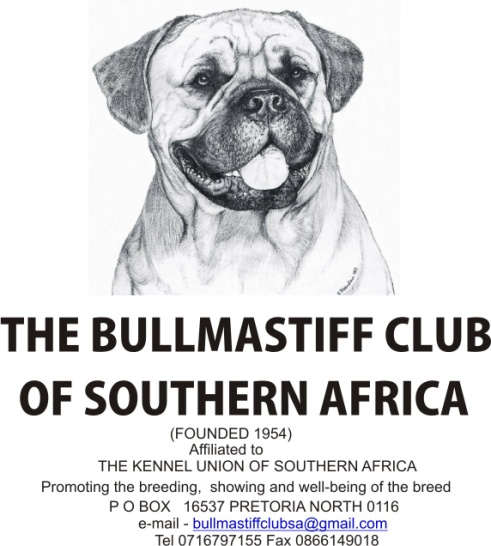 THE BULLMASTIFF CLUB
OF SOUTHERN AFRICA
(FOUNDED 1954)
Affiliated to
THE KENNEL UNION OF SOUTHERN AFRICA
Promoting the breeding, showing and well-being of the breed
P O BOX 16537 PRETORIA NORTH 0116
e-mail - bullmastiffclubsa@gmail.com
Tel 0716797155 Fax 0866149018